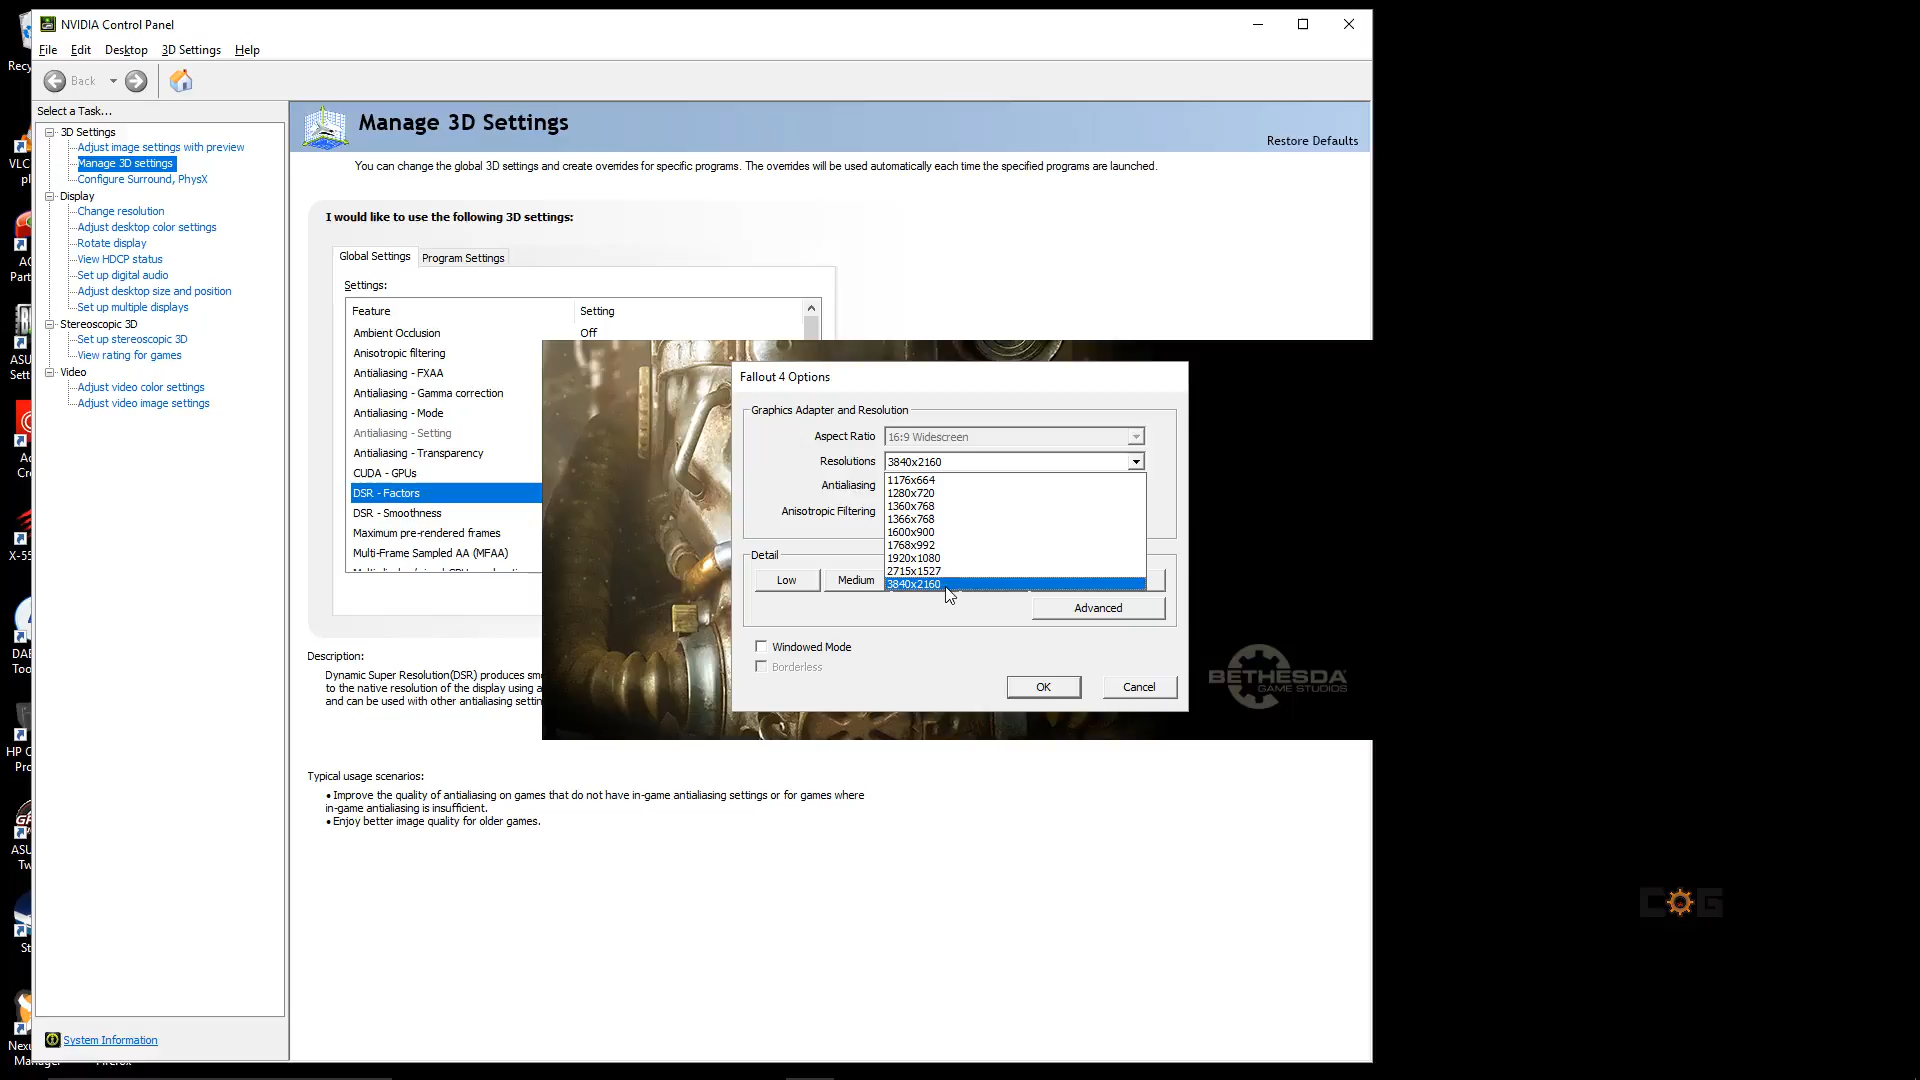 NVIDIA Control Panel
File Edit Desktop 3D Settings Help
Back
Select a Task...
3D Settings
Adjust image settings with preview
Manage 3D settings
Configure Surround, PhysX
Display
Change resolution
Adjust desktop color settings
Rotate display
View HDCP status
Set up digital audio
Adjust desktop size and position
Set up multiple displays
Stereoscopic 3D
Set up stereoscopic 3D
View rating for games
Video
Adjust video color settings
Adjust video image settings
System Information
Manage 3D Settings
Restore Defaults
You can change the global 3D settings and create overrides for specific programs. The overrides will be used automatically each time the specified programs are launched.
I would like to use the following 3D settings:
Global Settings Program Settings
Settings:
Feature Setting
Ambient Occlusion Off
Anisotropic filtering
Antialiasing - FXAA
Antialiasing - Gamma correction
Antialiasing - Mode
Antialiasing - Setting
Antialiasing - Transparency
CUDA - GPUs
DSR - Factors
DSR - Smoothness
Maximum pre-rendered frames
Multi-Frame Sampled AA (MFAA)
Description:
Dynamic Super Resolution(DSR) produces
to the native resolution of the display using a
and can be used with other antialiasing
Typical usage scenarios:
• Improve the quality of antialiasing on games that do not have in-game antialiasing settings or for games where
in-game antialiasing is insufficient.
• Enjoy better image quality for older games.
Fallout 4 Options
Graphics Adapter and Resolution
Aspect Ratio 16:9 Widescreen
Resolutions 3840x2160
Antialiasing
Anisotropic Filtering
1176x664
1280x720
1360x768
1366x768
1600x900
1768x992
1920x1080
2715x1527
3840x2160
Detail
Low Medium
Advanced
Windowed Mode
Borderless
OK Cancel
BETHESDA
GAME STUDIOS
COG